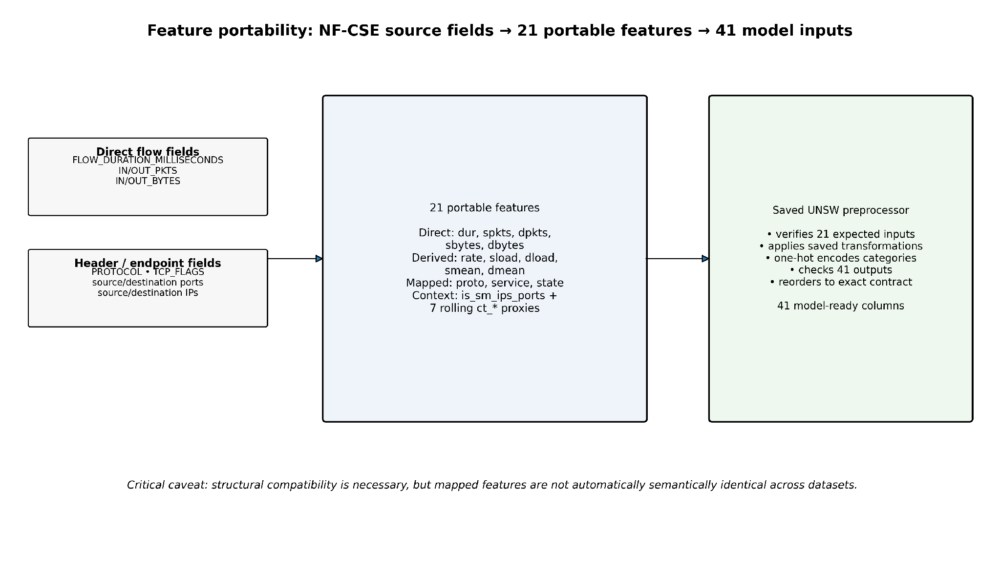 Feature portability: NF-CSE source fields → 21 portable features → 41 model inputs
Direct flow fields
FLOW_DURATION_MILLISECONDS
IN/OUT_PKTS
IN/OUT_BYTES
Header / endpoint fields
PROTOCOL • TCP_FLAGS
source/destination ports
source/destination IPs
21 portable features
Direct: dur, spkts, dpkts,
sbytes, dbytes
Derived: rate, sload, dload,
smean, dmean
Mapped: proto, service, state
Context: is_sm_ips_ports +
7 rolling ct_* proxies
Saved UNSW preprocessor
• verifies 21 expected inputs
• applies saved transformations
• one-hot encodes categories
• checks 41 outputs
• reorders to exact contract
41 model-ready columns
Critical caveat: structural compatibility is necessary, but mapped features are not automatically semantically identical across datasets.